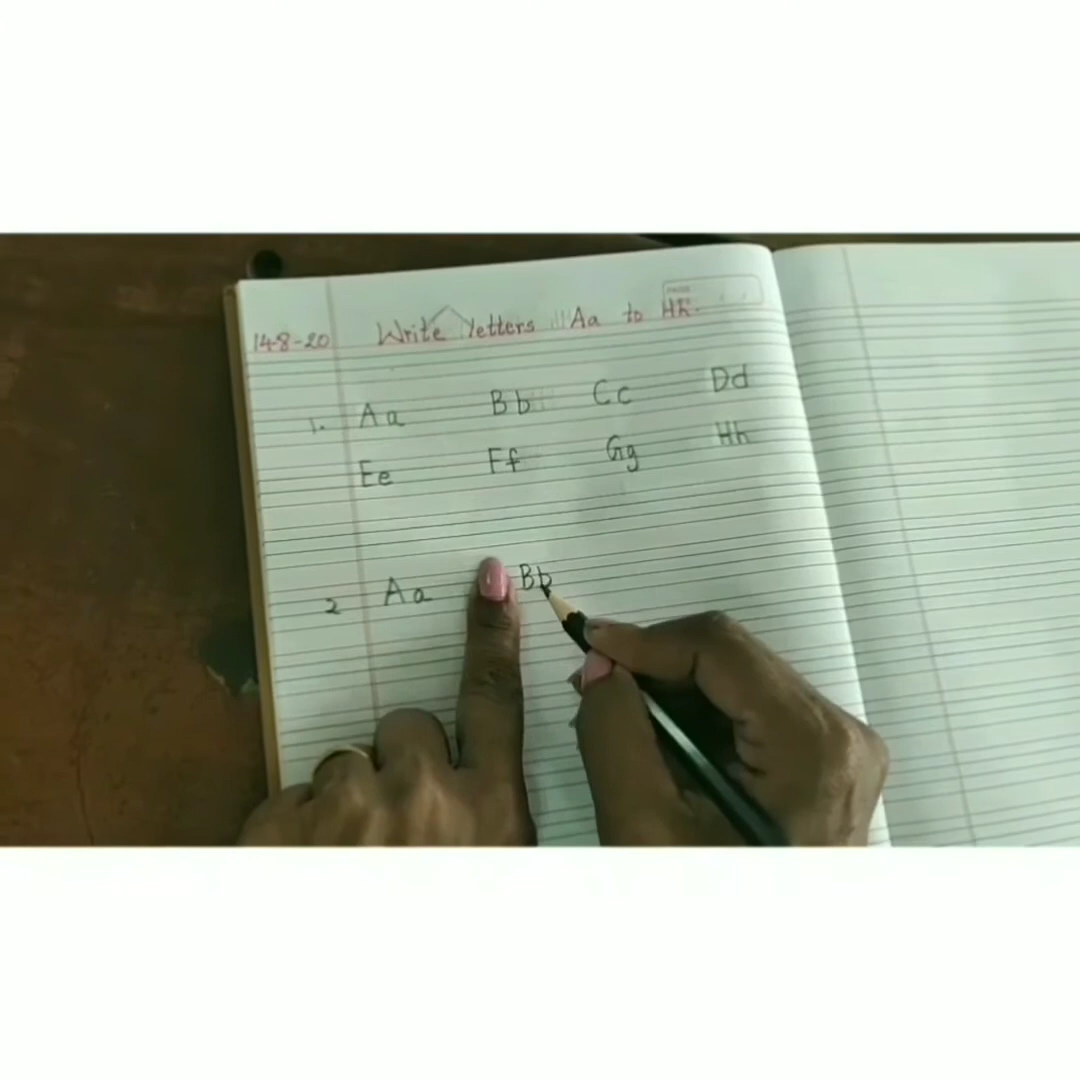 14-8-20 Write letters Aa to Hh.
1. Aa Bb Cc Dd
Ee Ff Gg Hh
2 Aa Bb